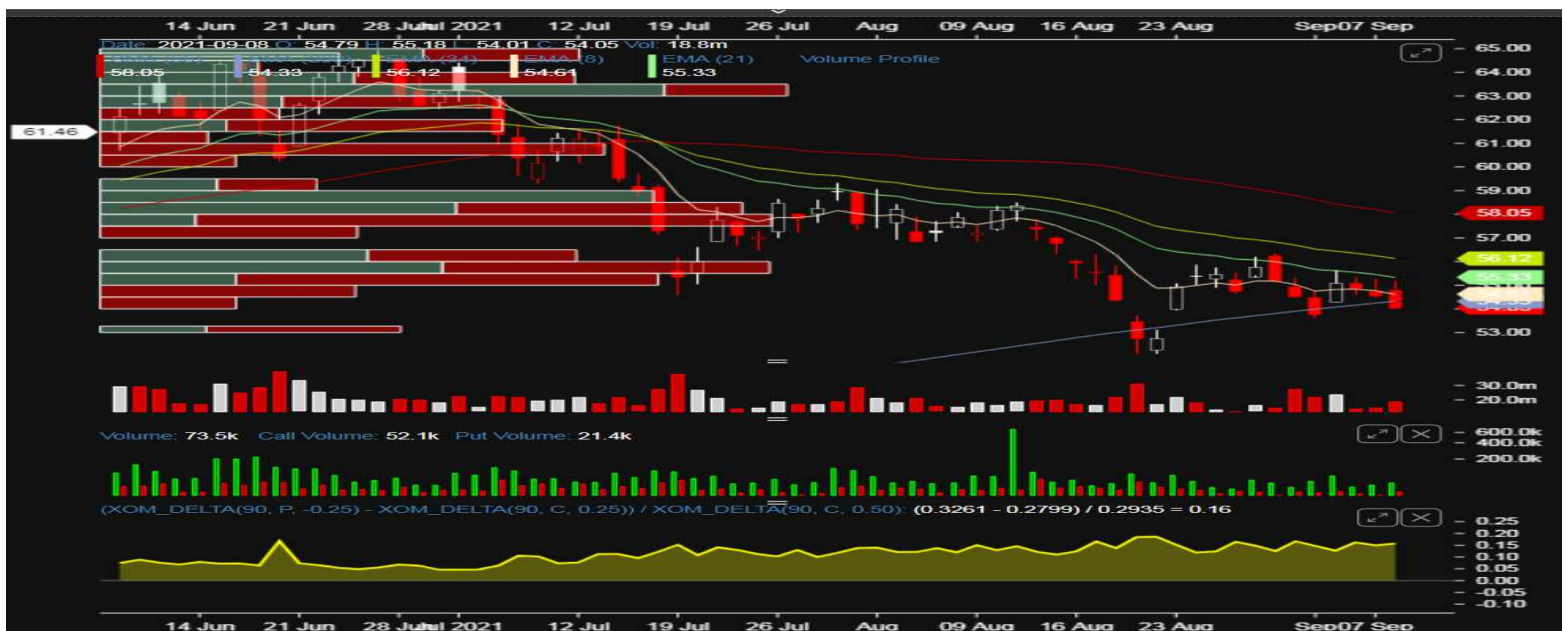 14 Jun 21 Jun 2021 12 Jul 19 Jul 26 Jul Aug 09 Aug 16 Aug 23 Aug Sep 07 Sep
Date: 2021-09-08 O: 54.79 H: 55.18 L: 54.01 C: 54.05 Vol: 18.8m
EMA (8) EMA (21) Volume Profile
58.05 54.33 56.12 54.61 55.33
65.00
64.00
63.00
62.00
61.46
61.00
60.00
59.00
58.05
57.00
56.12
55.33
53.00
30.0m
20.0m
Volume: 73.5k Call Volume: 52.1k Put Volume: 21.4k
600.0k
400.0k
200.0k
(XOM_DELTA(90, P, -0.25) - XOM_DELTA(90, C, 0.25)) / XOM_DELTA(90, C, 0.50): (0.3261 - 0.2799) / 0.2935 = 0.16
0.25
0.20
0.15
0.10
0.05
0.00
-0.05
-0.10
14 Jun 21 Jun 2021 12 Jul 19 Jul 26 Jul Aug 09 Aug 16 Aug 23 Aug Sep 07 Sep